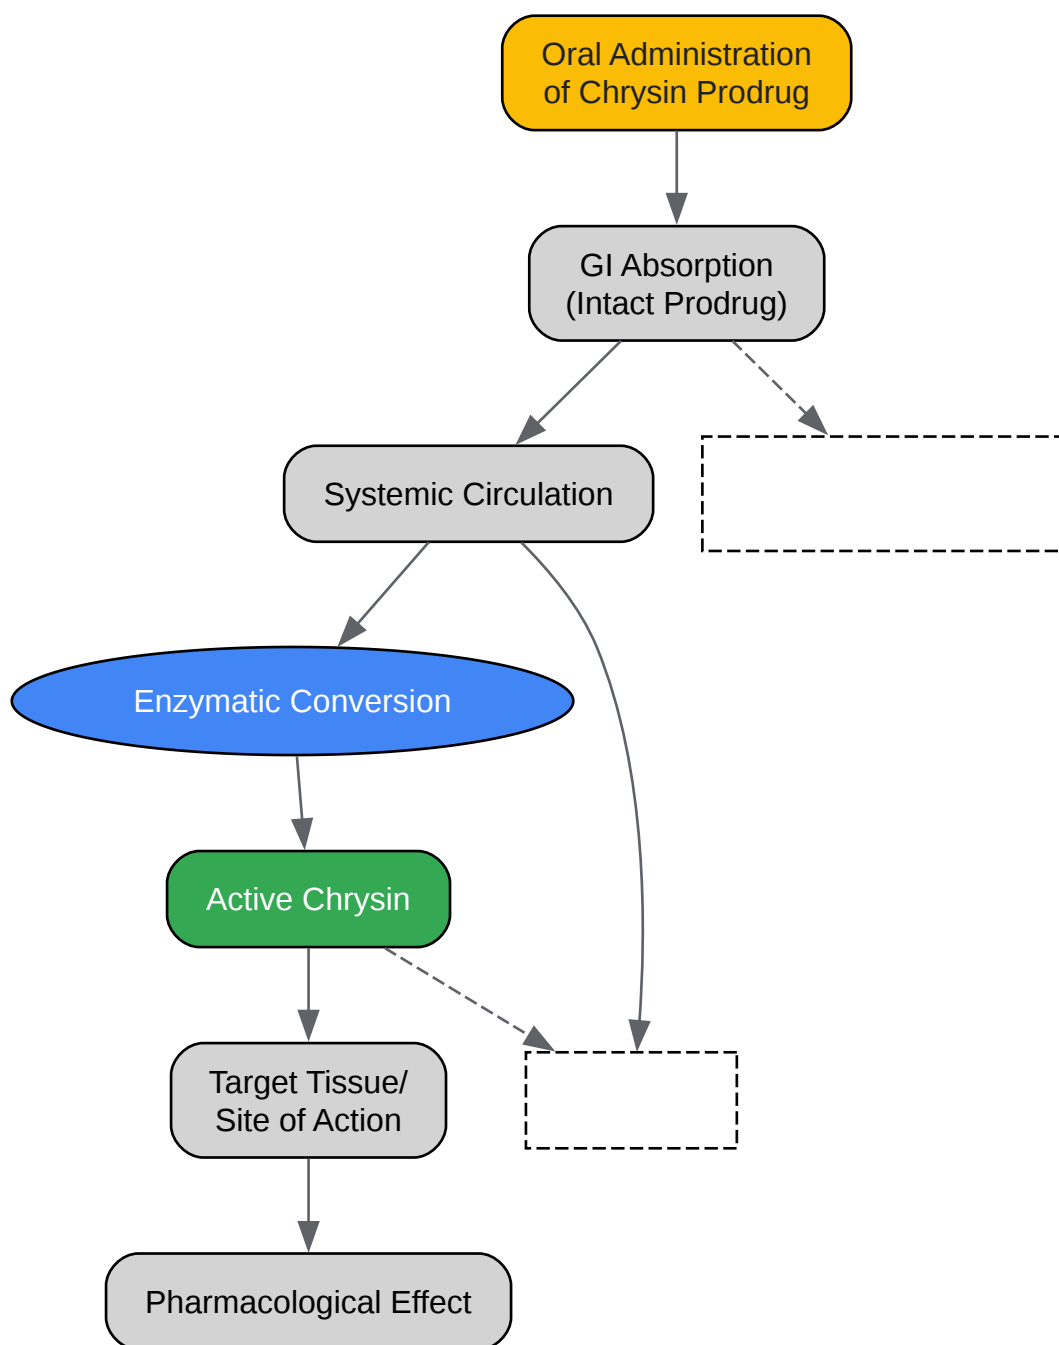 Oral Administration
of Chrysin Prodrug
GI Absorption
(Intact Prodrug)
Systemic Circulation
Enzymatic Conversion
Active Chrysin
Target Tissue/
Site of Action
Pharmacological Effect